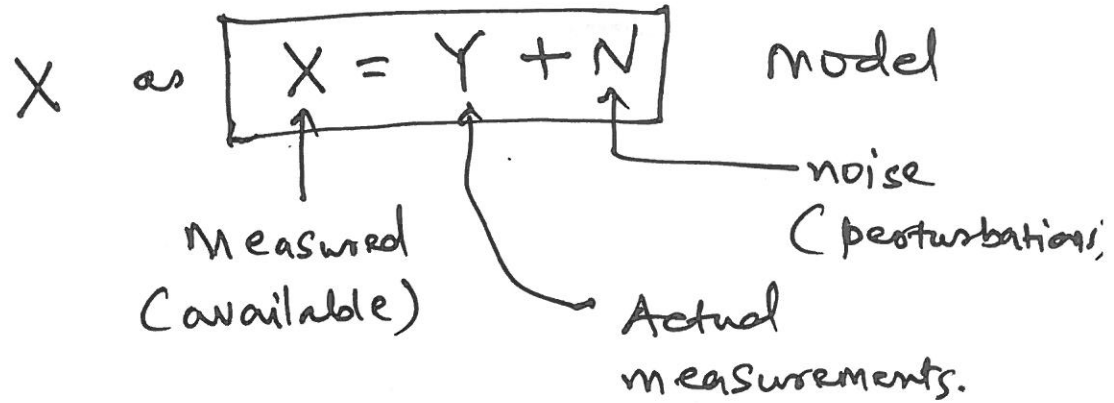 X as X = Y + N Model
noise
(perturbations,
Measured
(available)
Actual
measurements.